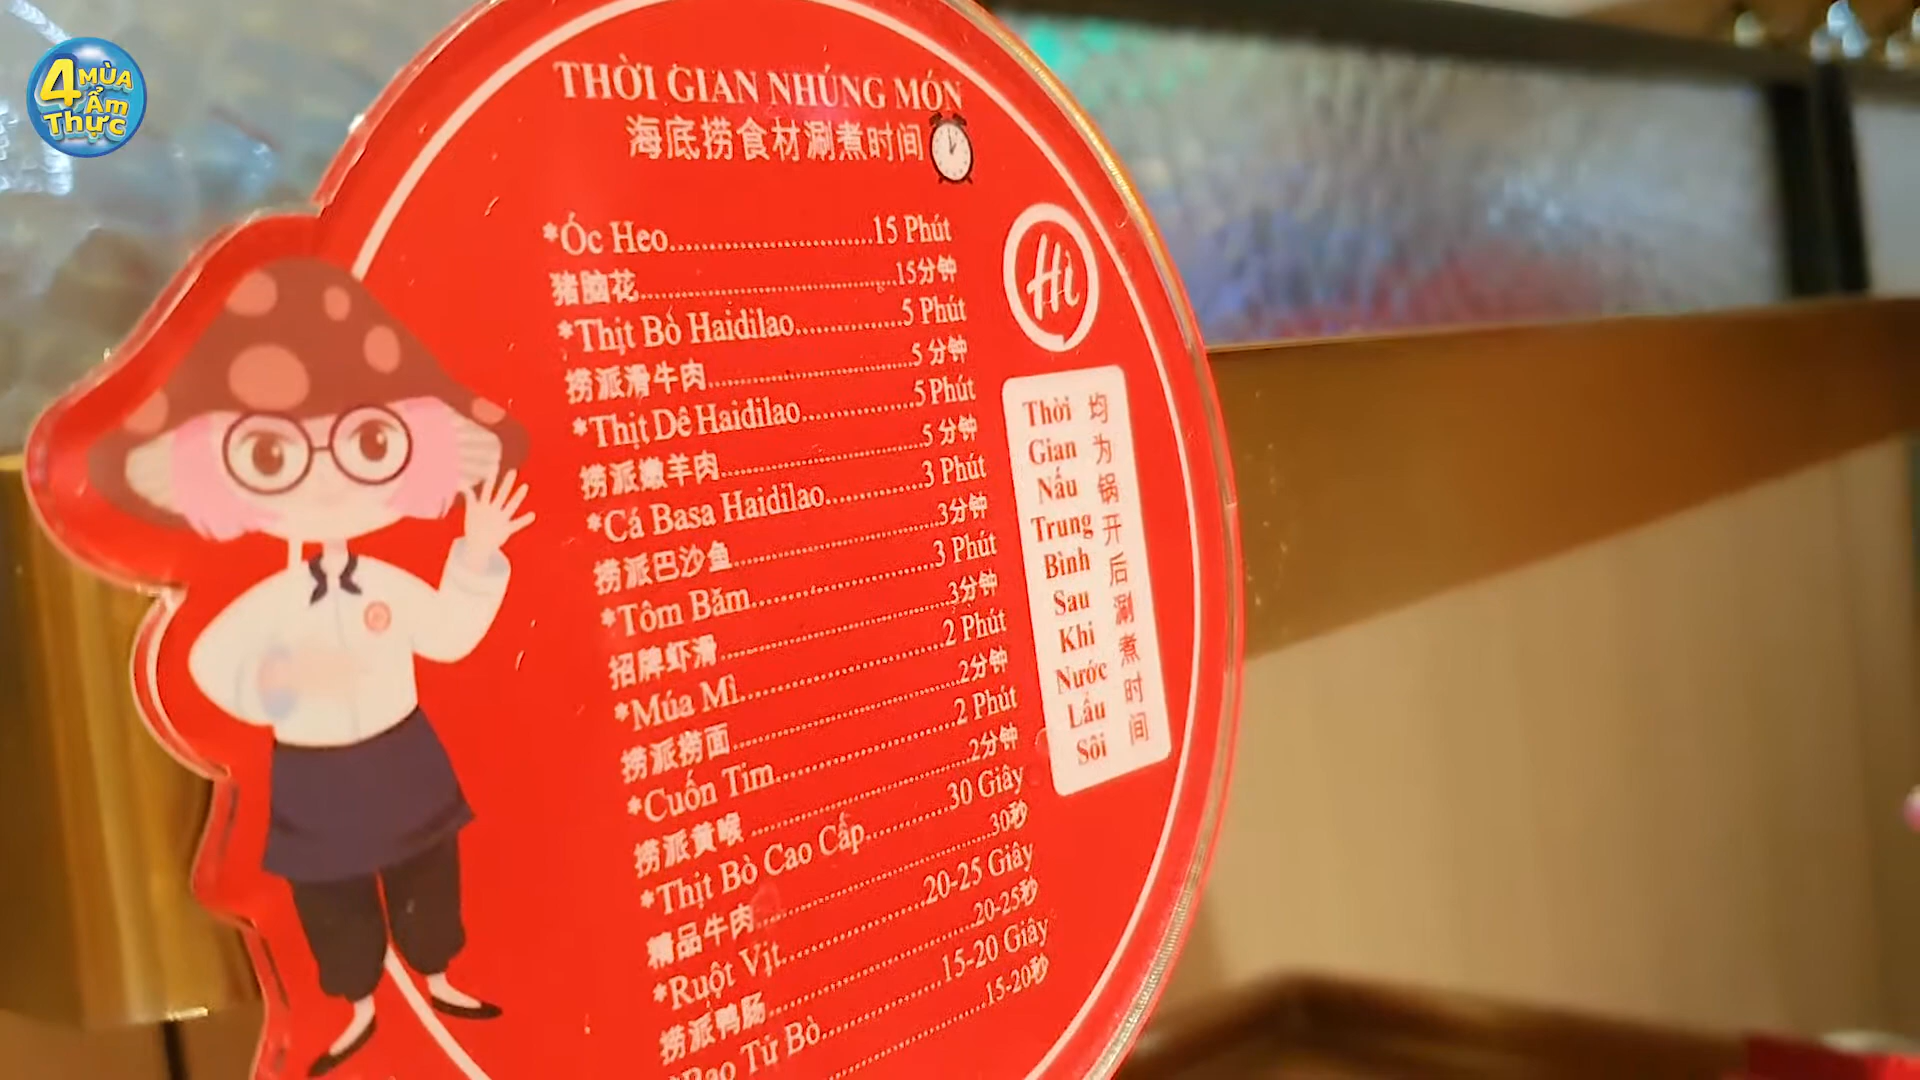 4 MÙA
Ẩm
Thực
THỜI GIAN NHÚNG MÓN
海底捞食材涮煮时间
*Óc Heo..........15 Phút
猪脑花..........15分钟
*Thịt Bò Haidilao..........5 Phút
捞派滑牛肉..........5 分钟
*Thịt Dê Haidilao..........5 Phút
捞派嫩羊肉..........5 分钟
*Cá Basa Haidilao..........3 Phút
捞派巴沙鱼..........3分钟
*Tôm Băm..........3 Phút
招牌虾滑..........3分钟
*Múa Mì..........2 Phút
捞派捞面..........2分钟
*Cuốn Tim..........2 Phút
捞派黄喉..........2分钟
*Thịt Bò Cao Cấp..........30 Giây
精品牛肉..........30秒
*Ruột Vịt..........20-25 Giây
捞派鸭肠..........20-25秒
*Bao Tử Bò..........15-20 Giây
..........15-20秒
Hi
Thời
Gian
Nấu
Trung
Bình
Sau
Khi
Nước
Lẩu
Sôi
均为锅开后涮煮时间